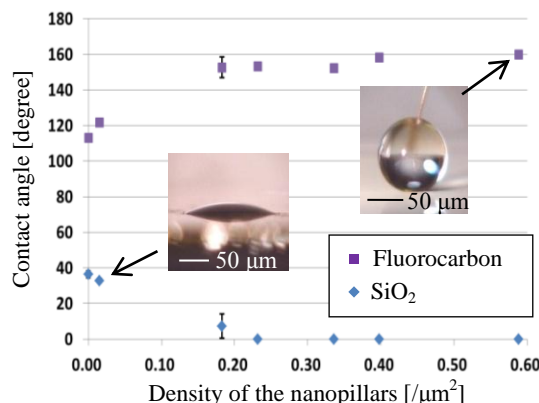 Contact angle [degree]
180
160
140
120
100
80
60
40
20
0
50 μm
50 μm
Fluorocarbon
SiO₂
0.00 0.10 0.20 0.30 0.40 0.50 0.60
Density of the nanopillars [/μm²]